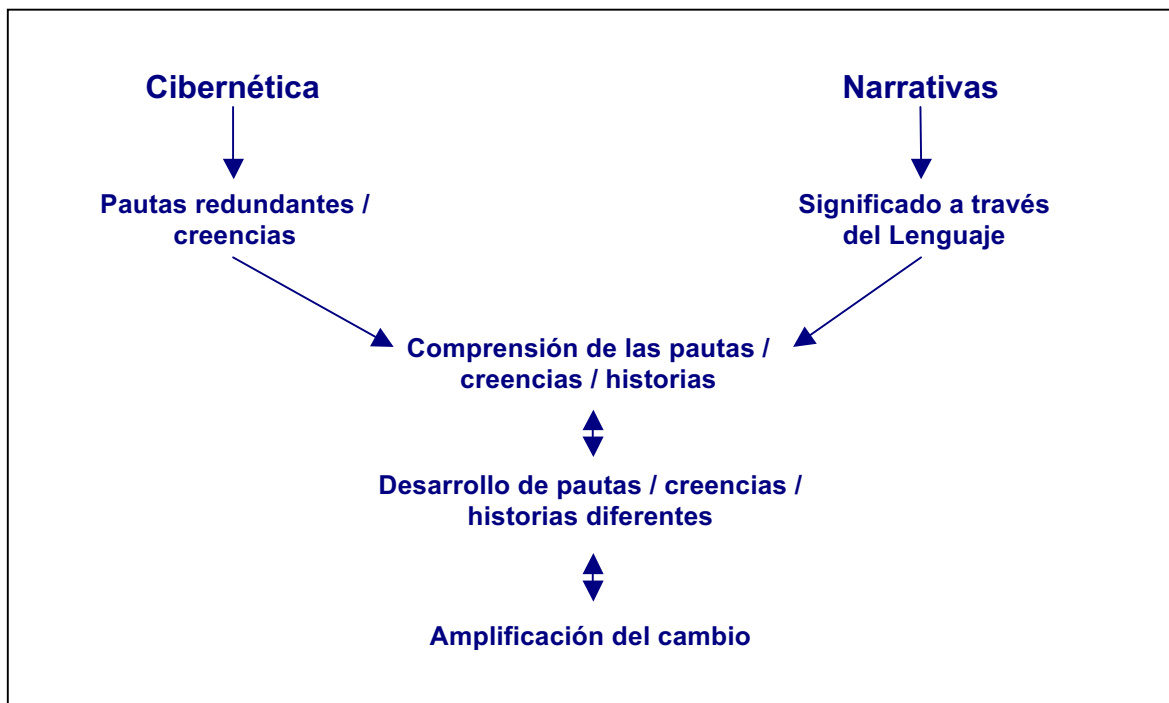 Cibernética
Narrativas
Pautas redundantes /
creencias
Significado a través
del Lenguaje
Comprensión de las pautas /
creencias / historias
Desarrollo de pautas / creencias /
historias diferentes
Amplificación del cambio